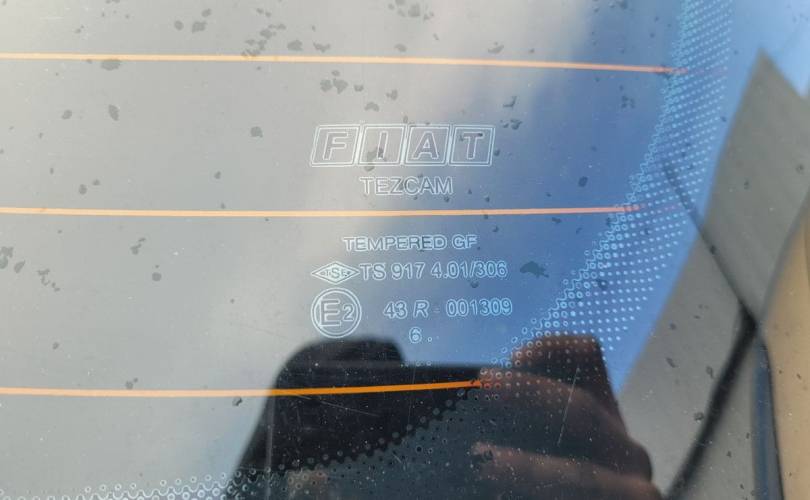 FIAT
TEZCAM
TEMPERED GF
TSE TS 917 4.01/306
E2 43 R - 001309
6 .